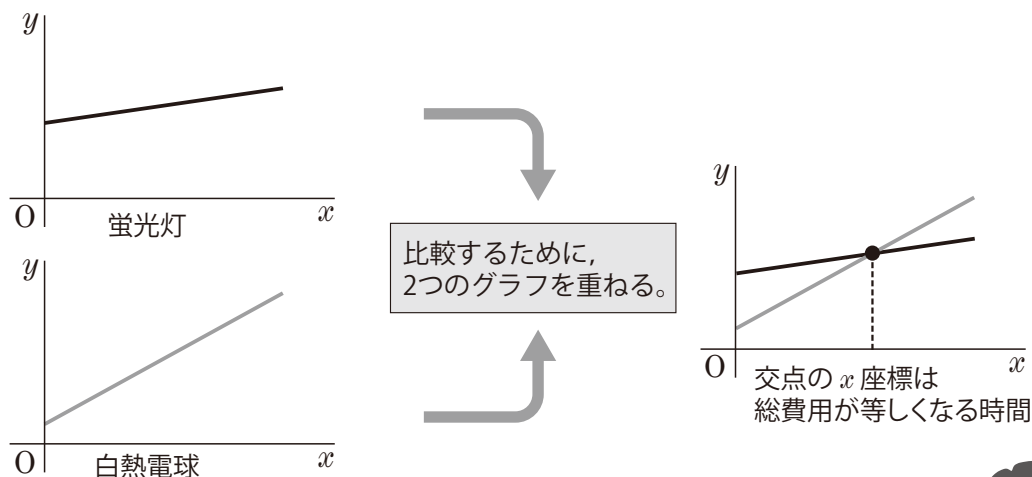 y
O
蛍光灯
x
y
O
白熱電球
x
比較するために,
2つのグラフを重ねる。
y
O
x
交点の x 座標は
総費用が等しくなる時間